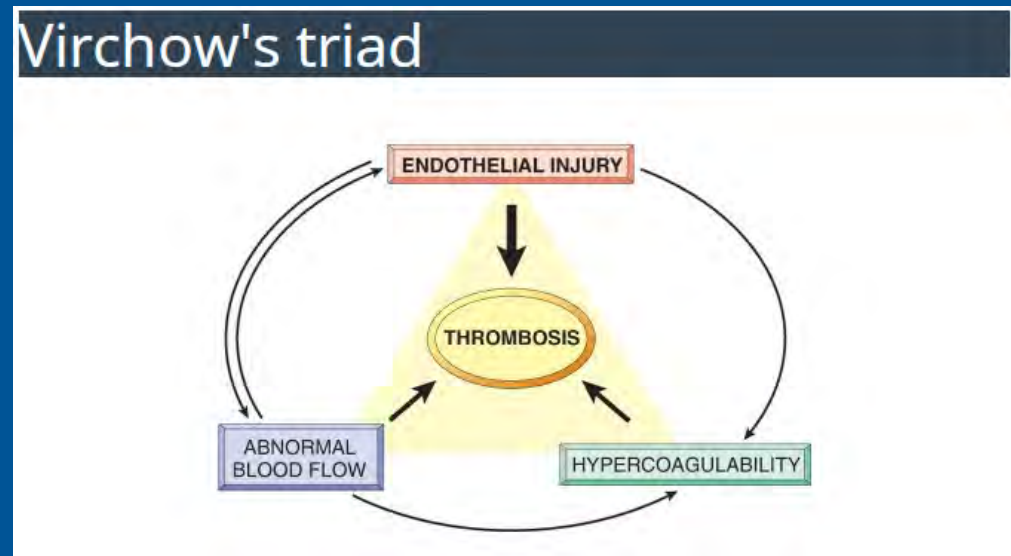 Virchow's triad
ENDOTHELIAL INJURY
THROMBOSIS
ABNORMAL
BLOOD FLOW
HYPERCOAGULABILITY